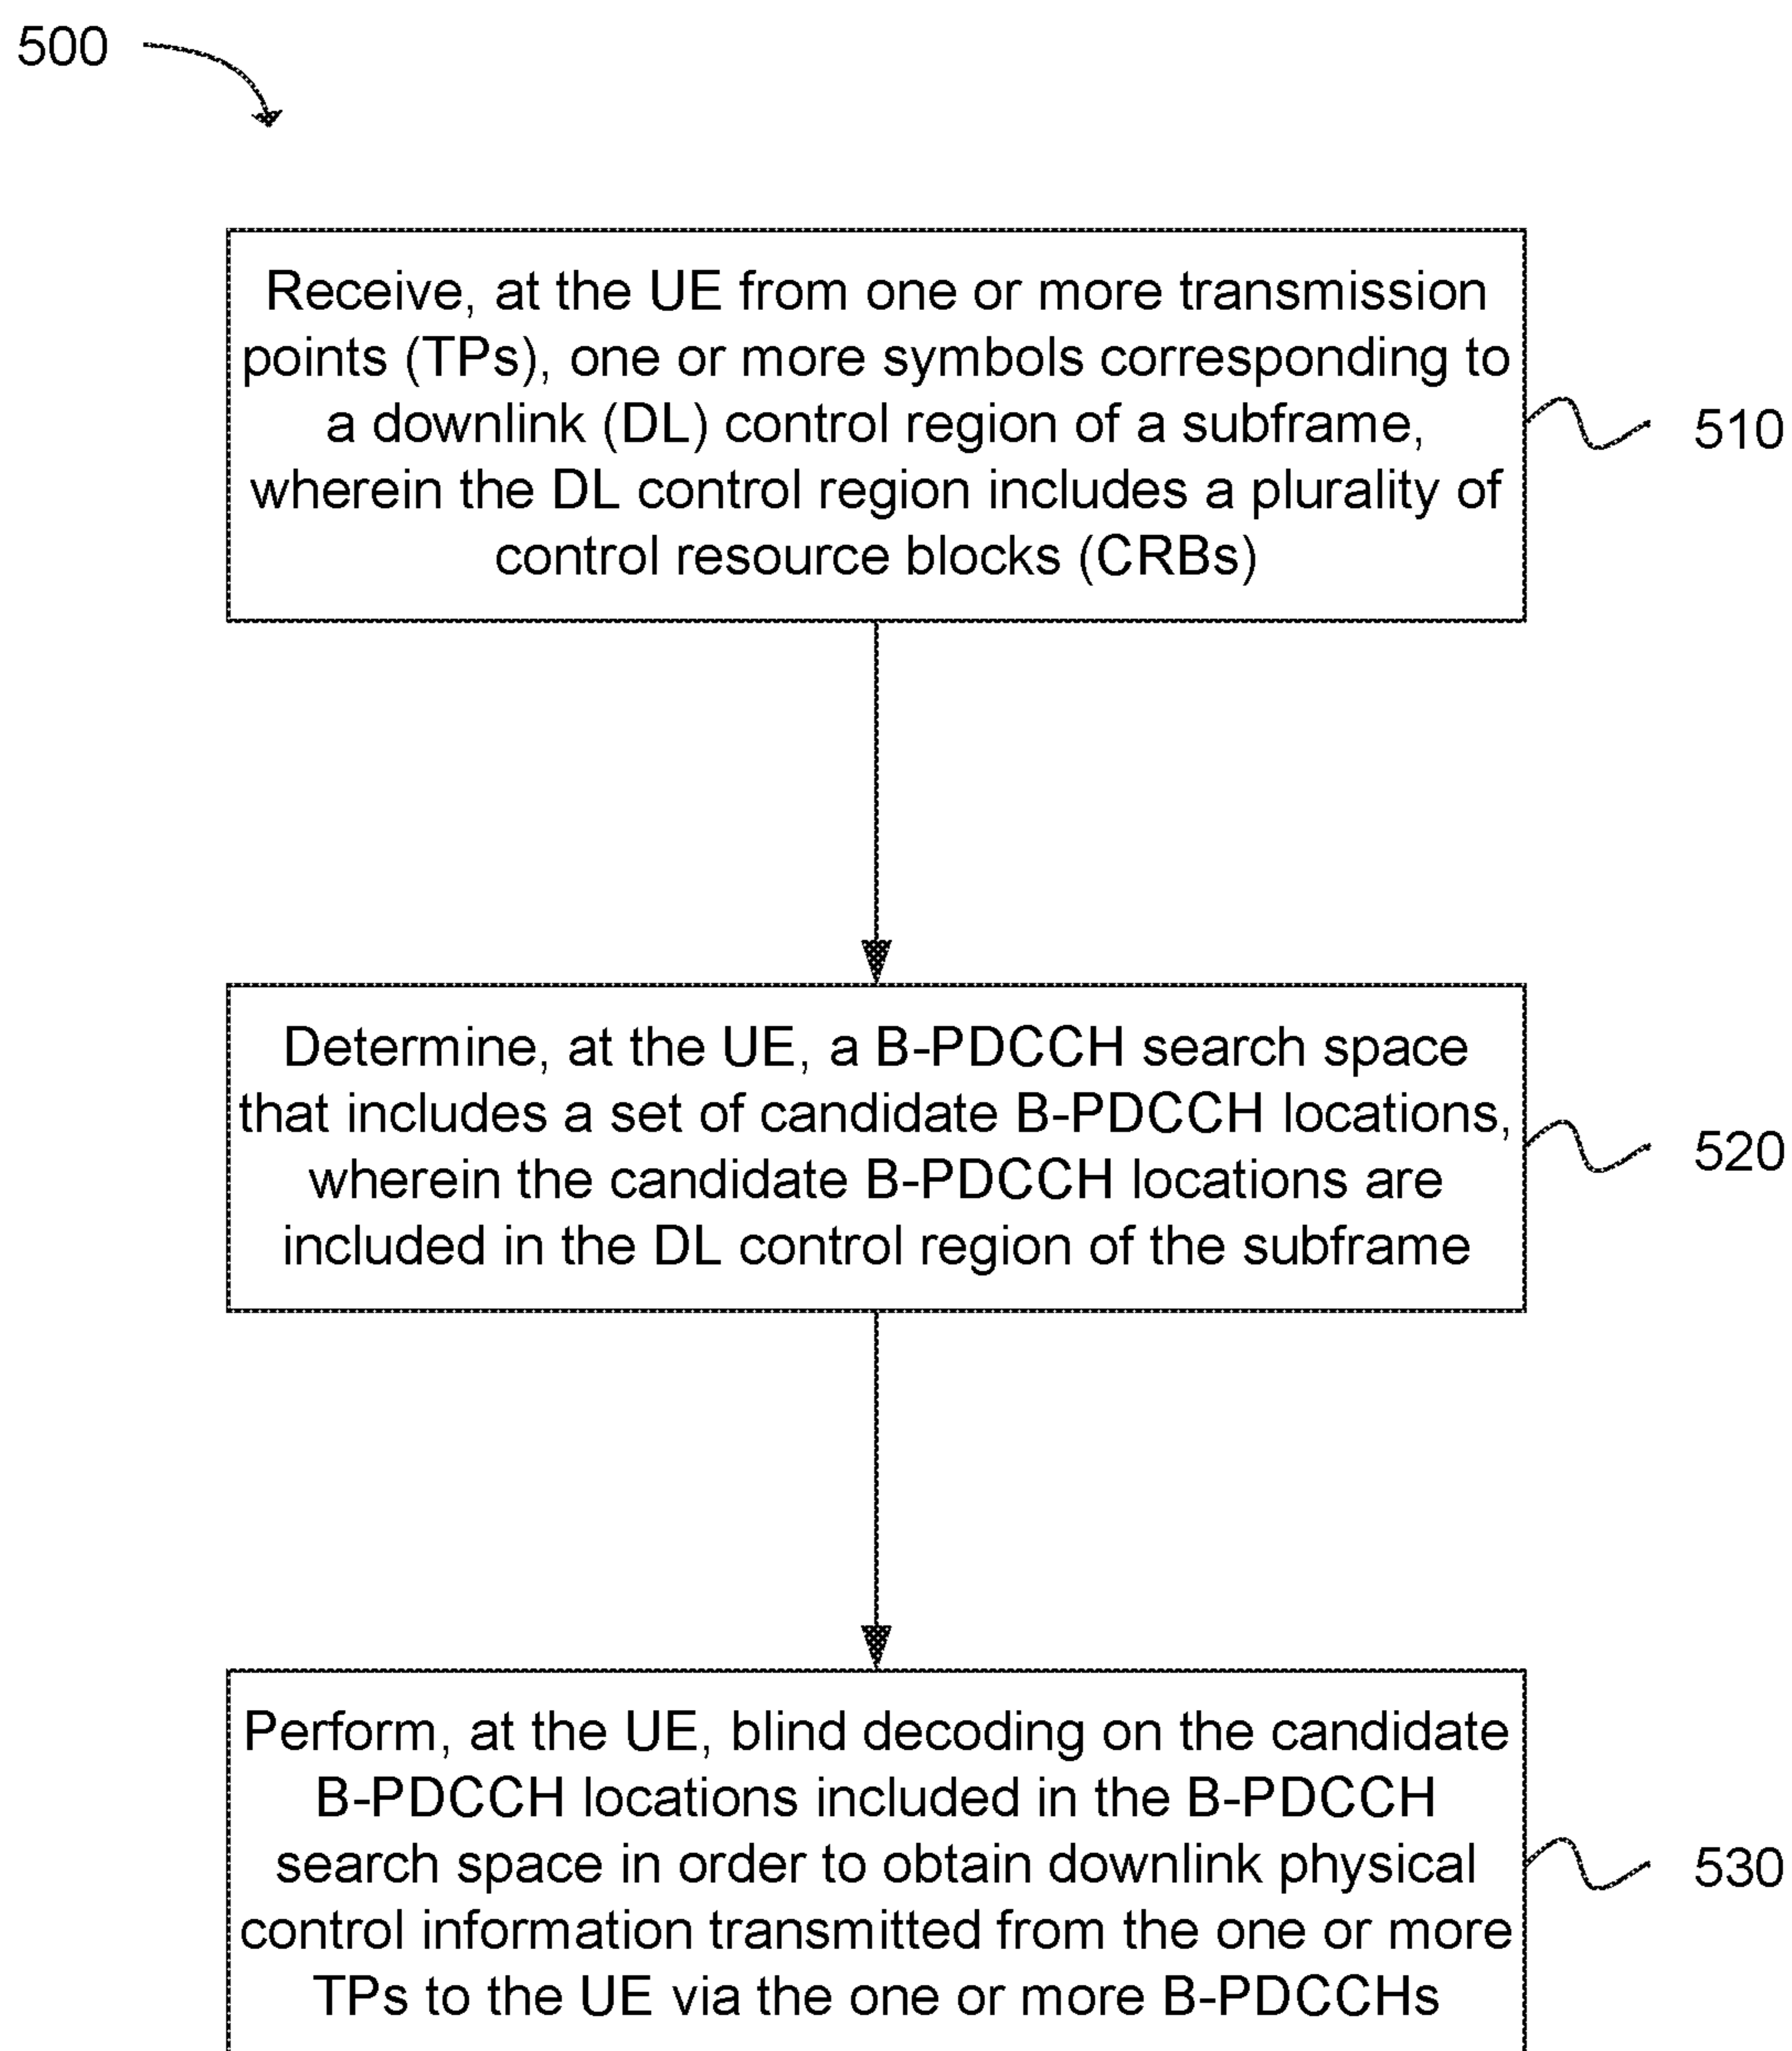 500
Receive, at the UE from one or more transmission
points (TPs), one or more symbols corresponding to
a downlink (DL) control region of a subframe,
wherein the DL control region includes a plurality of
control resource blocks (CRBs)
510
Determine, at the UE, a B-PDCCH search space
that includes a set of candidate B-PDCCH locations,
wherein the candidate B-PDCCH locations are
included in the DL control region of the subframe
520
Perform, at the UE, blind decoding on the candidate
B-PDCCH locations included in the B-PDCCH
search space in order to obtain downlink physical
control information transmitted from the one or more
TPs to the UE via the one or more B-PDCCHs
530